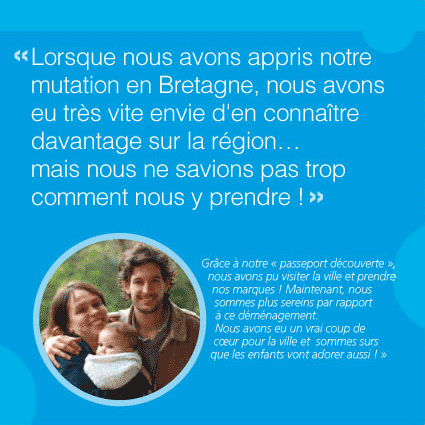 « Lorsque nous avons appris notre
mutation en Bretagne, nous avons
eu très vite envie d'en connaître
davantage sur la région…
mais nous ne savions pas trop
comment nous y prendre ! »
Grâce à notre « passeport découverte »,
nous avons pu visiter la ville et prendre
nos marques ! Maintenant, nous
sommes plus sereins par rapport
à ce déménagement.
Nous avons eu un vrai coup de
cœur pour la ville et sommes surs
que les enfants vont adorer aussi ! »